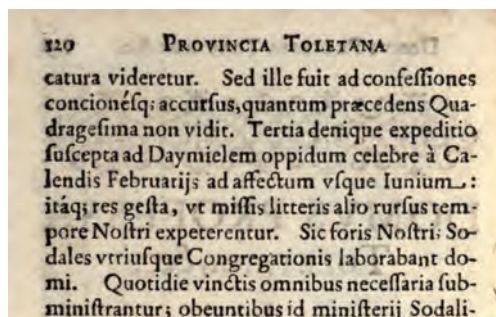 120 PROVINCIA TOLETANA
catura videretur. Sed ille fuit ad confeſſiones
concionéſq; accurſus, quantum præcedens Qua-
drageſima non vidit. Tertia denique expeditio
ſuſcepta ad Daymielem oppidum celebre à Ca-
lendis Februarijs ad affectum vſque Iunium:
itáq; res geſta, vt miſſis litteris alio rurſus tem-
pore Noſtri expeterentur. Sic foris Noſtri: So-
dales vtriuſque Congregationis laborabant do-
mi. Quotidie vinctis omnibus neceſſaria ſub-
miniſtrantur; obeuntibus id miniſterij Sodali-